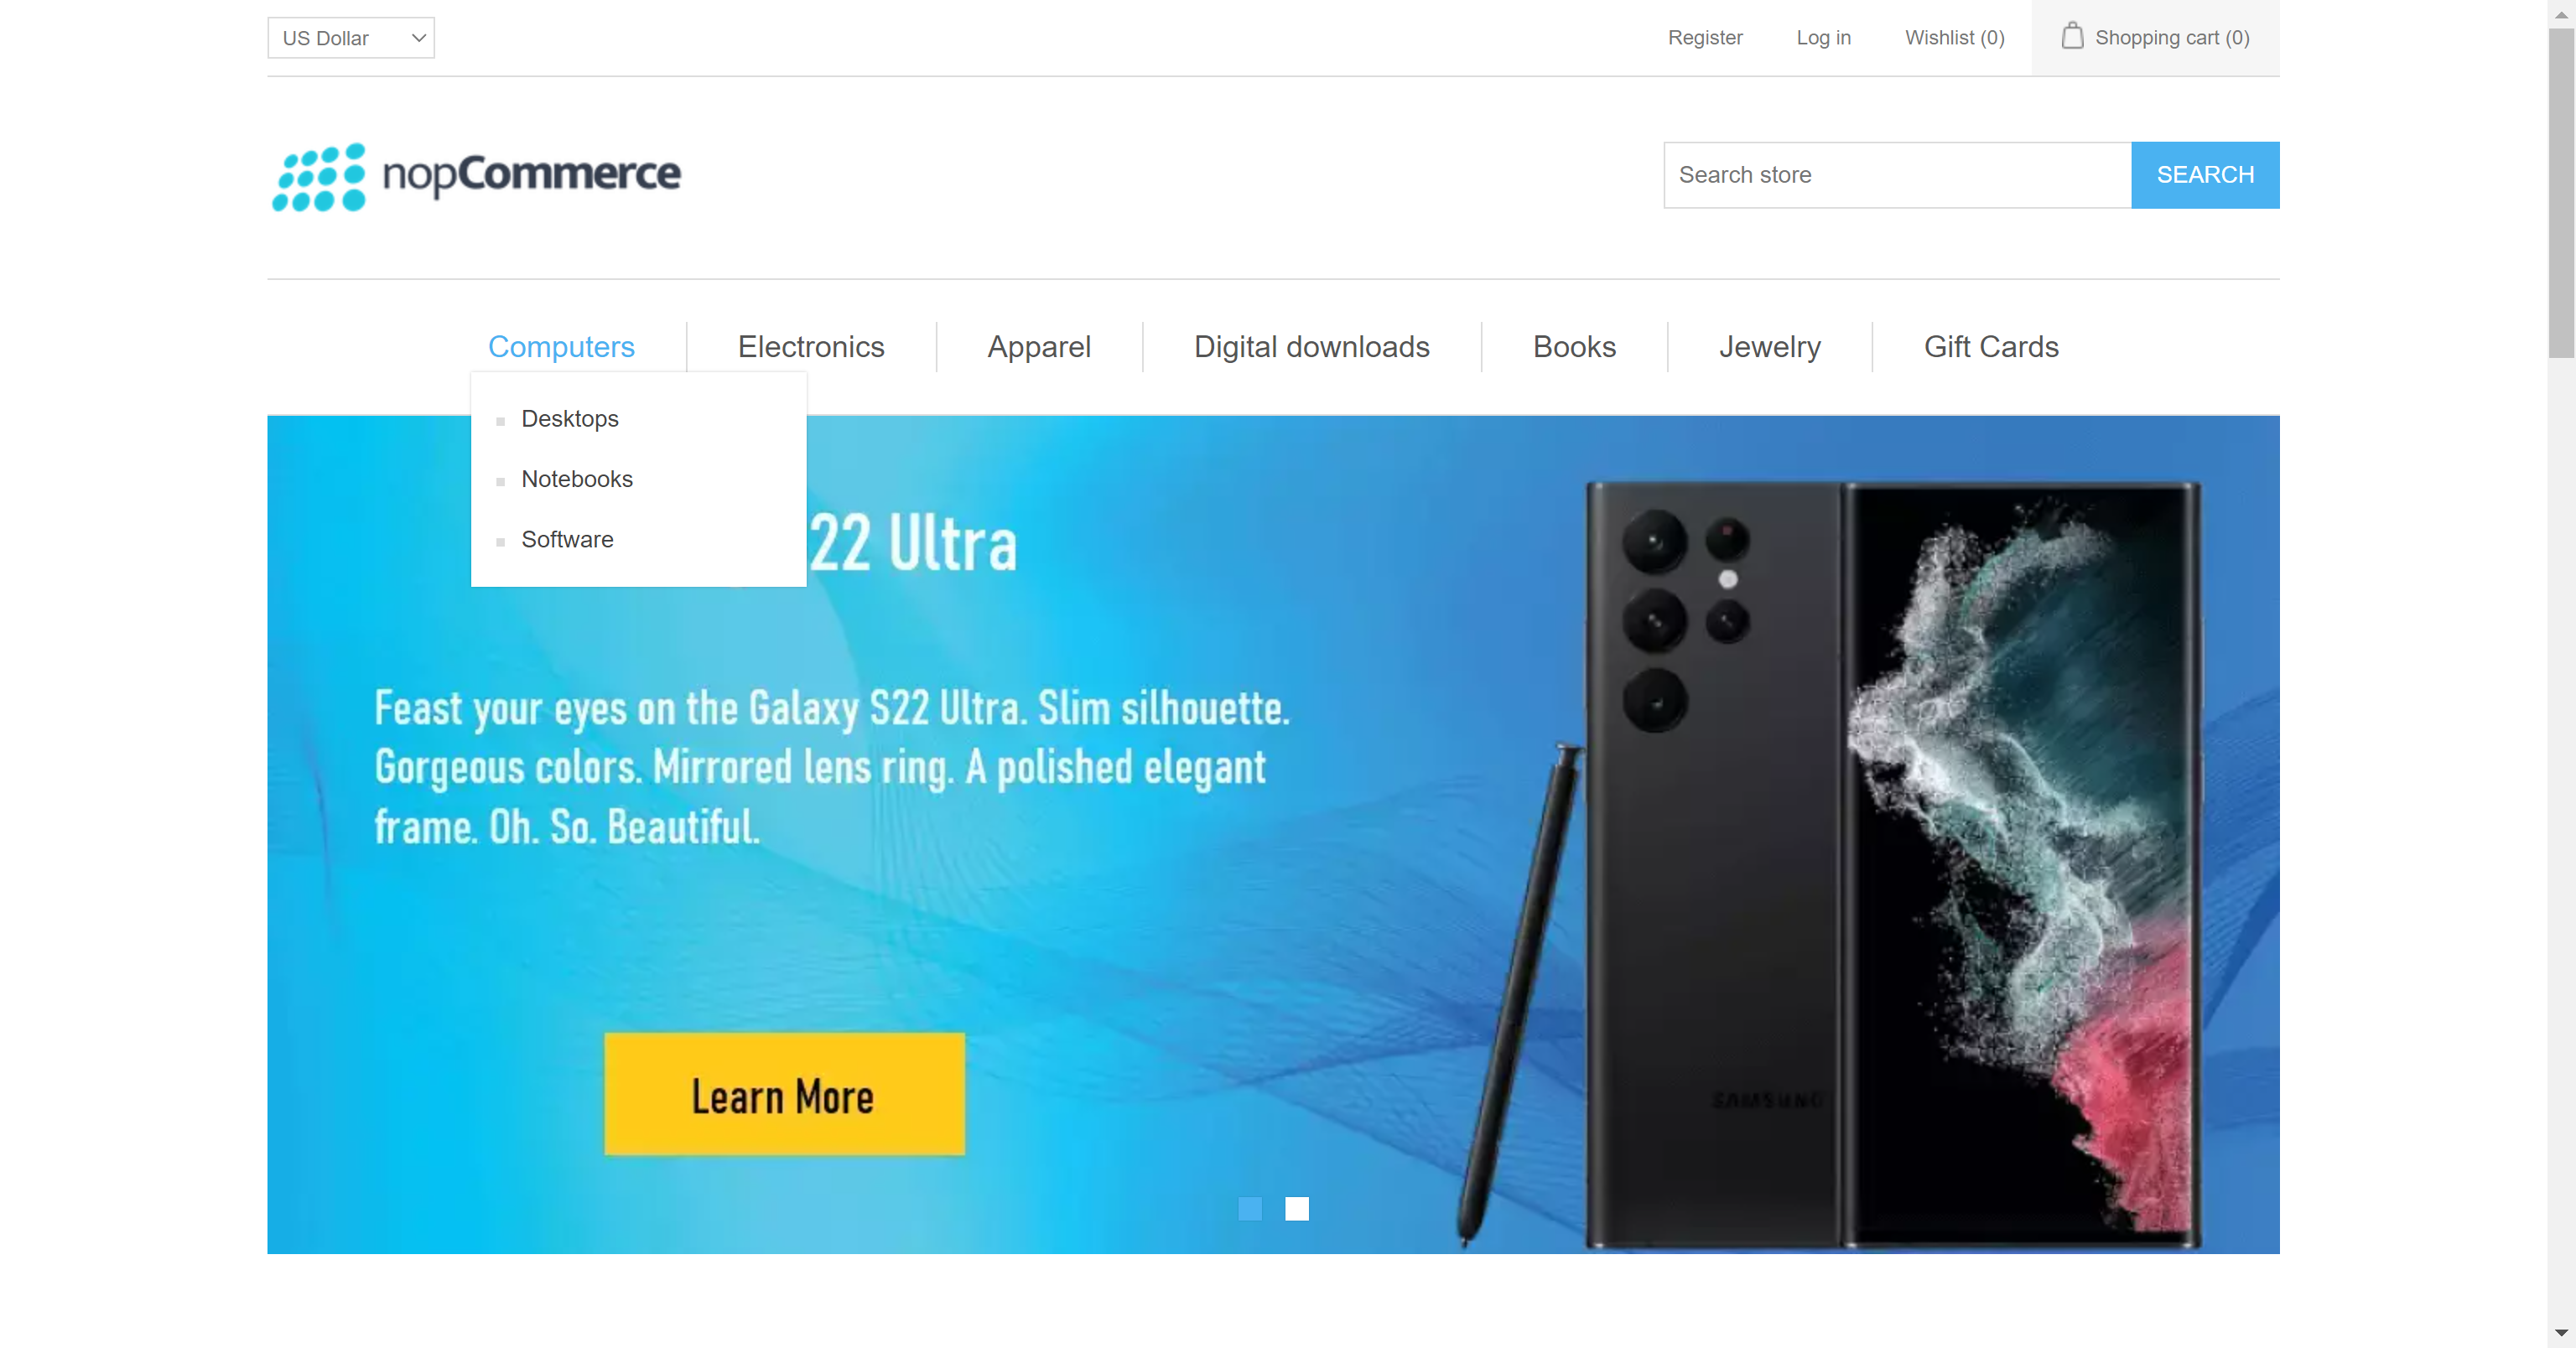 US Dollar
Register Log in Wishlist (0) Shopping cart (0)
nopCommerce
Search store SEARCH
Computers Electronics Apparel Digital downloads Books Jewelry Gift Cards
Desktops
Notebooks
Software
22 Ultra
Feast your eyes on the Galaxy S22 Ultra. Slim silhouette.
Gorgeous colors. Mirrored lens ring. A polished elegant
frame. Oh. So. Beautiful.
Learn More
SAMSUNG